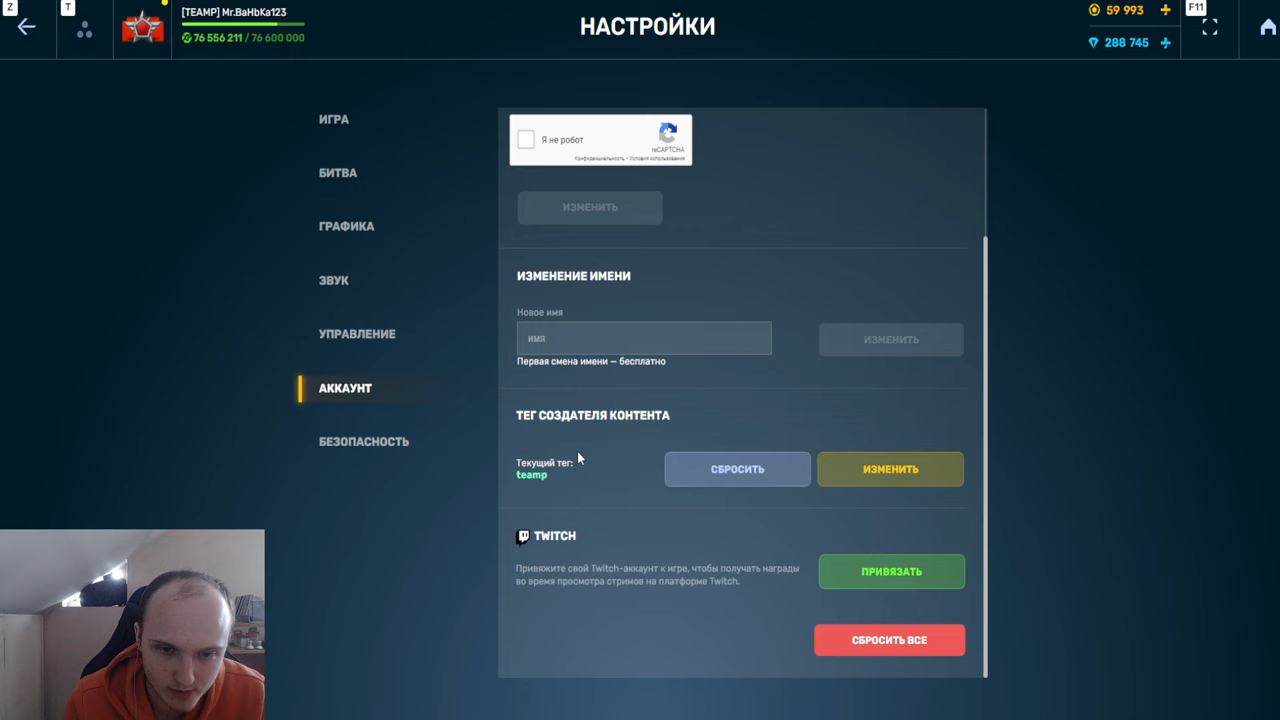 Z
T
[TEAMP] Mr.BaHbKa123
76 556 211 / 76 600 000
НАСТРОЙКИ
59 993 +
288 745 +
F11
ИГРА
БИТВА
ГРАФИКА
ЗВУК
УПРАВЛЕНИЕ
АККАУНТ
БЕЗОПАСНОСТЬ
Я не робот
reCAPTCHA
Конфиденциальность - Условия использования
ИЗМЕНИТЬ
ИЗМЕНЕНИЕ ИМЕНИ
Новое имя
имя
ИЗМЕНИТЬ
Первая смена имени — бесплатно
ТЕГ СОЗДАТЕЛЯ КОНТЕНТА
Текущий тег:
teamp
СБРОСИТЬ
ИЗМЕНИТЬ
TWITCH
Привяжите свой Twitch-аккаунт к игре, чтобы получать награды
во время просмотра стримов на платформе Twitch.
ПРИВЯЗАТЬ
СБРОСИТЬ ВСЕ